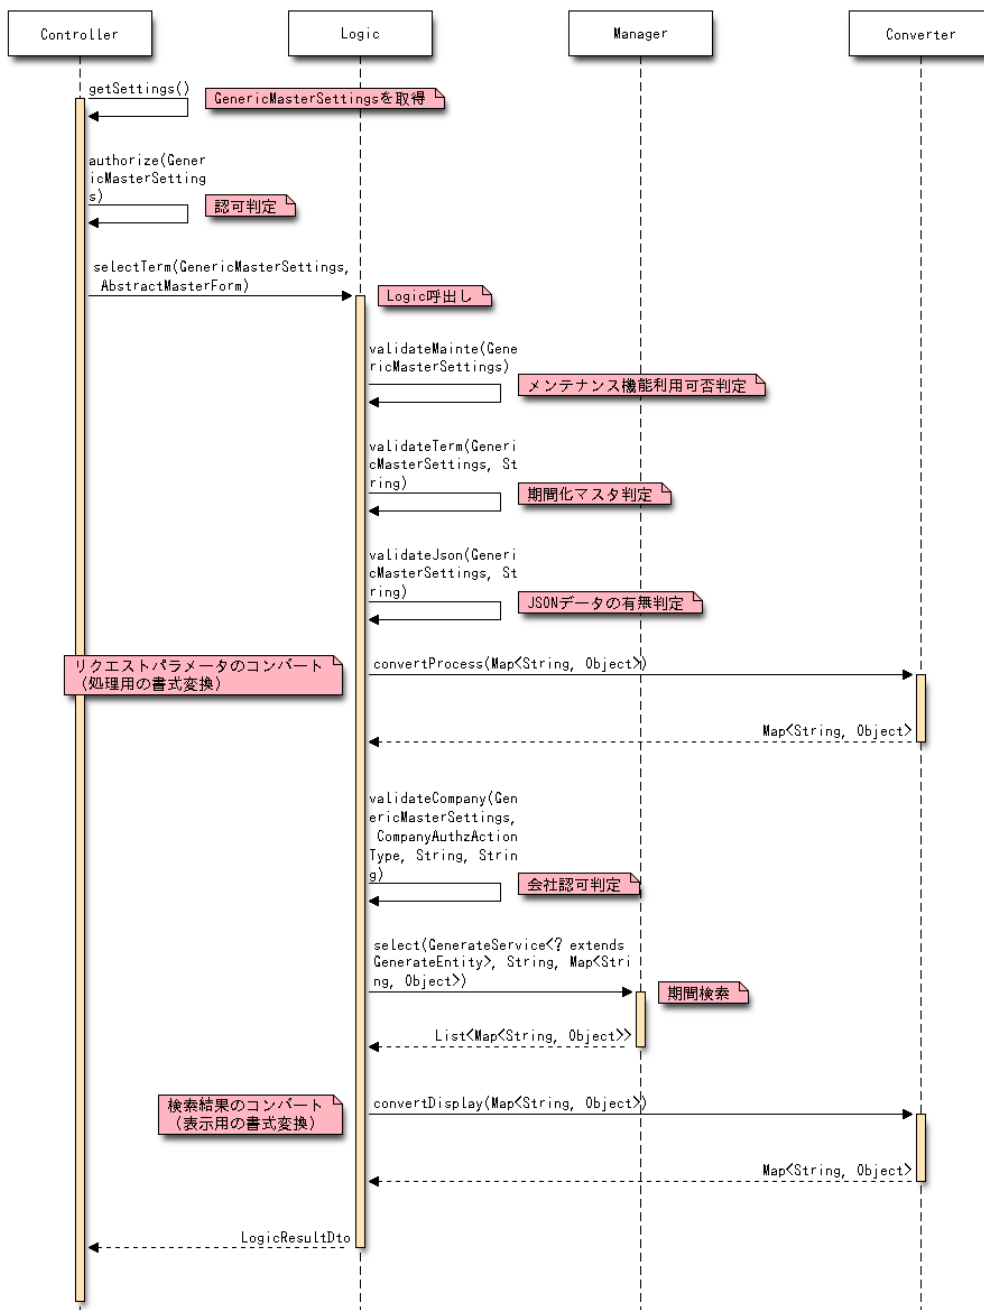 Controller
Logic
Manager
Converter
getSettings()
GenericMasterSettingsを取得
authorize(Gener
icMasterSetting
s)
認可判定
selectTerm(GenericMasterSettings,
AbstractMasterForm)
Logic呼出し
validateMainte(Gene
ricMasterSettings)
メンテナンス機能利用可否判定
validateTerm(Generi
cMasterSettings, St
ring)
期間化マスタ判定
validateJson(Generi
cMasterSettings, St
ring)
JSONデータの有無判定
リクエストパラメータのコンバート
（処理用の書式変換）
convertProcess(Map<String, Object>)
Map<String, Object>
validateCompany(Gen
ericMasterSettings,
CompanyAuthzAction
Type, String, Strin
g)
会社認可判定
select(GenerateService<? extends
GenerateEntity>, String, Map<Stri
ng, Object>)
期間検索
List<Map<String, Object>>
検索結果のコンバート
（表示用の書式変換）
convertDisplay(Map<String, Object>)
Map<String, Object>
LogicResultDto